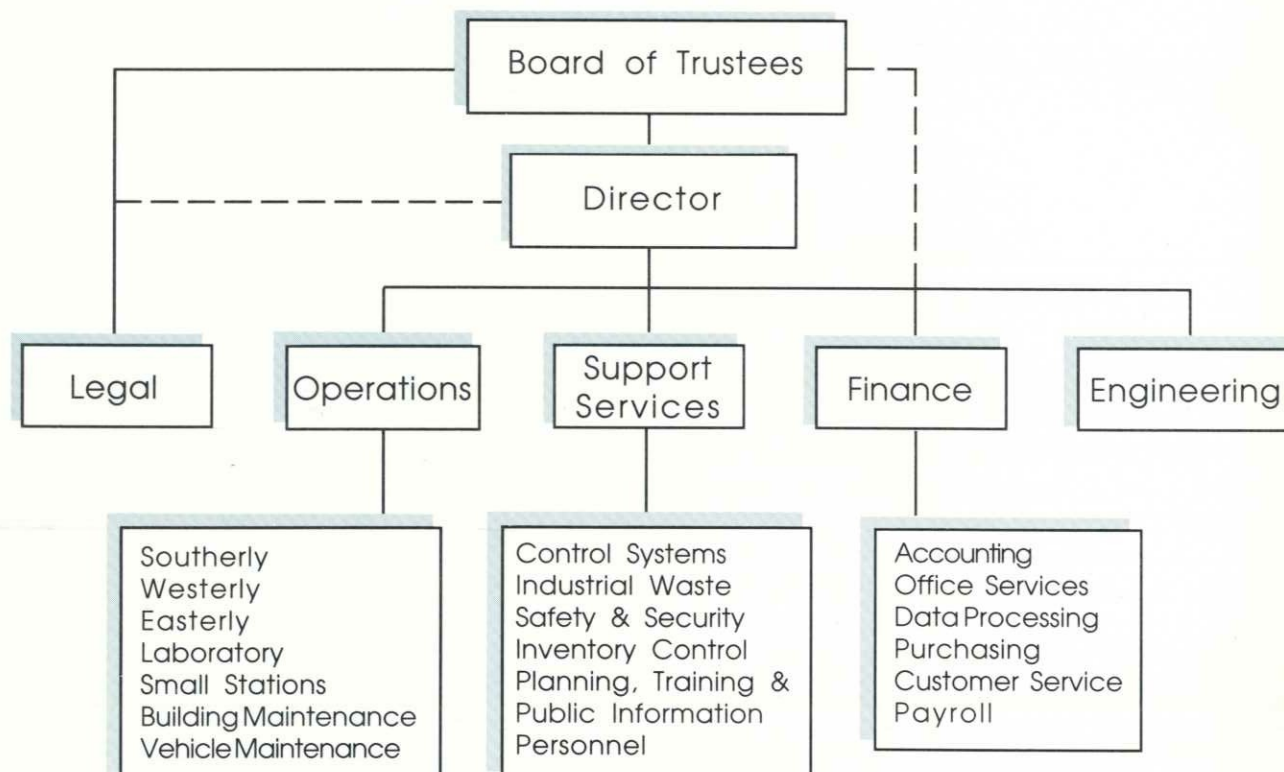 Board of Trustees
Director
Legal
Operations
Support
Services
Finance
Engineering
Southerly
Westerly
Easterly
Laboratory
Small Stations
Building Maintenance
Vehicle Maintenance
Control Systems
Industrial Waste
Safety & Security
Inventory Control
Planning, Training &
Public Information
Personnel
Accounting
Office Services
Data Processing
Purchasing
Customer Service
Payroll